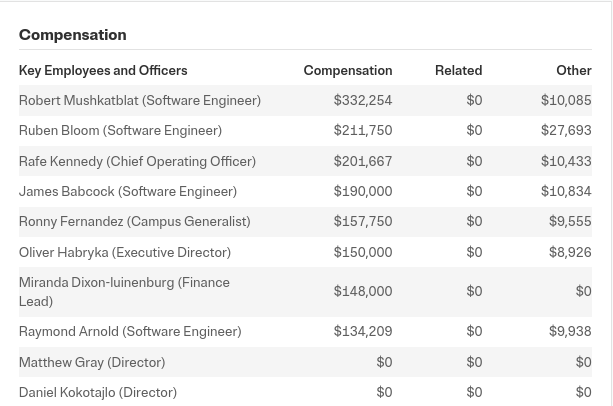 Compensation
Key Employees and Officers Compensation Related Other
Robert Mushkatblat (Software Engineer) $332,254 $0 $10,085
Ruben Bloom (Software Engineer) $211,750 $0 $27,693
Rafe Kennedy (Chief Operating Officer) $201,667 $0 $10,433
James Babcock (Software Engineer) $190,000 $0 $10,834
Ronny Fernandez (Campus Generalist) $157,750 $0 $9,555
Oliver Habryka (Executive Director) $150,000 $0 $8,926
Miranda Dixon-luinenburg (Finance
Lead) $148,000 $0 $0
Raymond Arnold (Software Engineer) $134,209 $0 $9,938
Matthew Gray (Director) $0 $0 $0
Daniel Kokotajlo (Director) $0 $0 $0